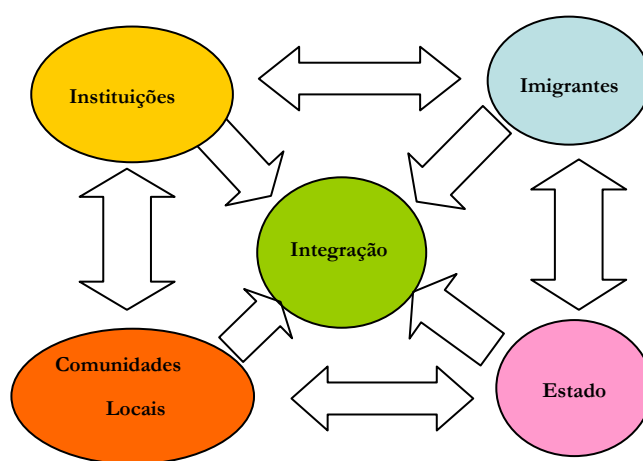 Instituições
Imigrantes
Integração
Comunidades
Locais
Estado